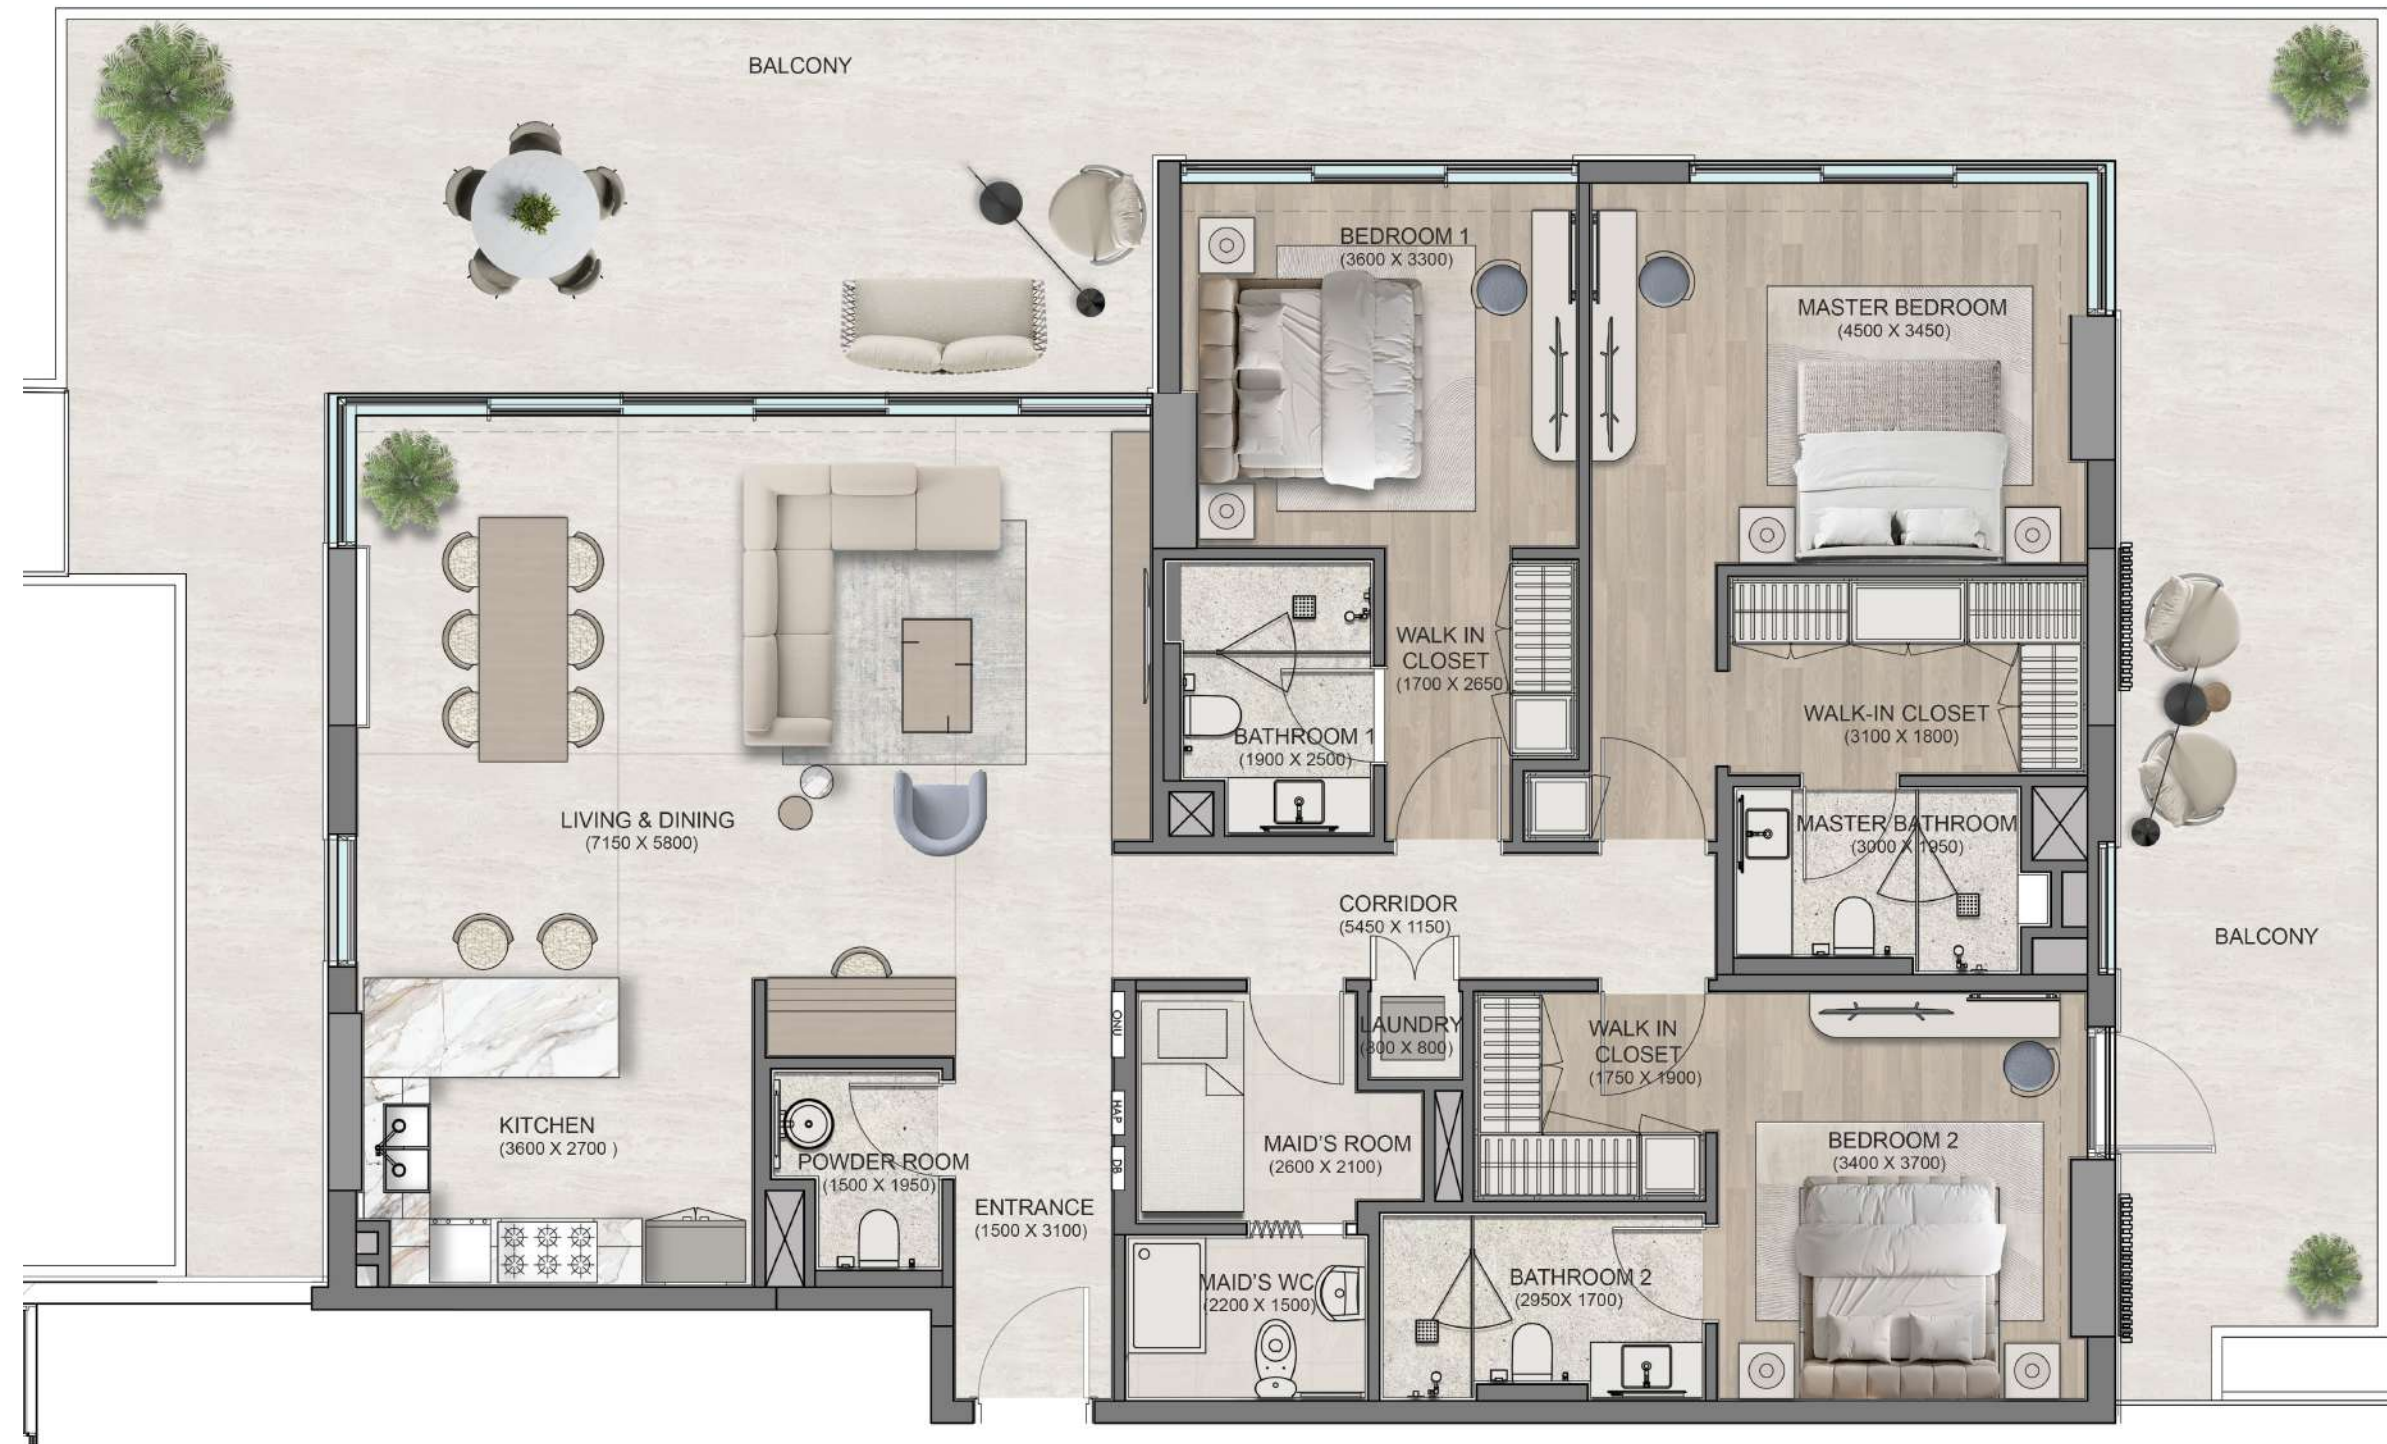 BALCONY
BEDROOM 1
(3600 X 3300)
MASTER BEDROOM
(4500 X 3450)
WALK IN
CLOSET
(1700 X 2650)
WALK-IN CLOSET
(3100 X 1800)
BATHROOM 1
(1900 X 2500)
LIVING & DINING
(7150 X 5800)
MASTER BATHROOM
(3000 X 1950)
CORRIDOR
(5450 X 1150)
BALCONY
ONU
LAUNDRY
(800 X 800)
WALK IN
CLOSET
(1750 X 1900)
KITCHEN
(3600 X 2700 )
HAP
MAID'S ROOM
(2600 X 2100)
BEDROOM 2
(3400 X 3700)
POWDER ROOM
(1500 X 1950)
DB
ENTRANCE
(1500 X 3100)
MAID'S WC
(2200 X 1500)
BATHROOM 2
(2950X 1700)